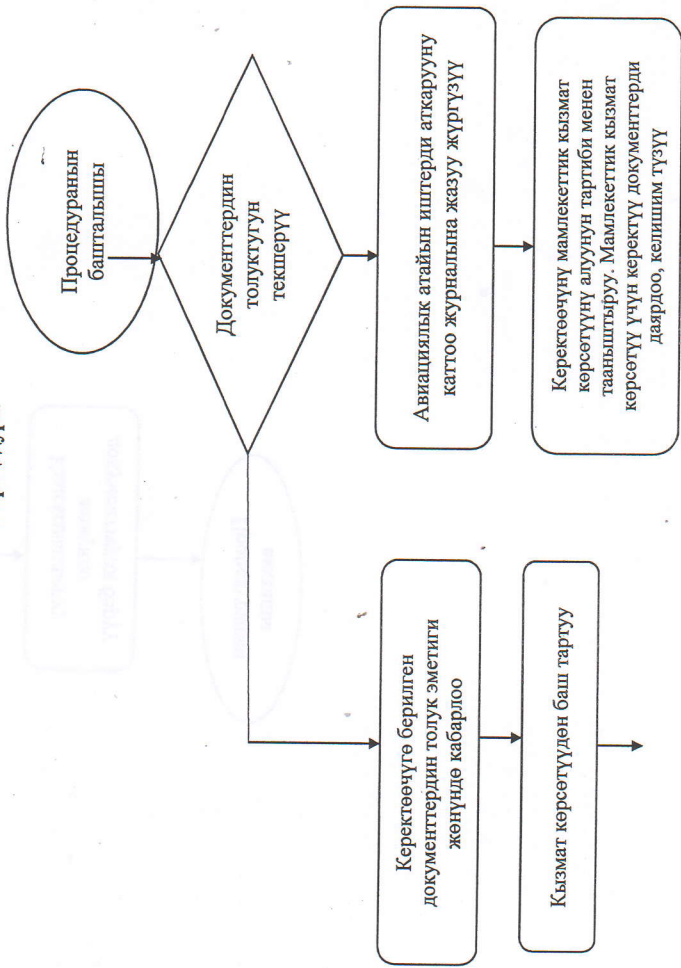 Процедуранын
башталышы
Документтердин
толуктугун
текшерүү
Авиациялык атайын иштерди аткарууну
каттоо журналына жазуу жүргүзүү
Керектөөчүнү мамлекеттик кызмат
көрсөтүүнү алуунун тартиби менен
тааныштыруу. Мамлекеттик кызмат
көрсөтүү үчүн керектүү документтерди
даярдоо, келишим түзүү
Керектөөчүгө берилген
документтердин толук эметиги
жөнүндө кабарлоо
Кызмат көрсөтүүдөн баш тартуу